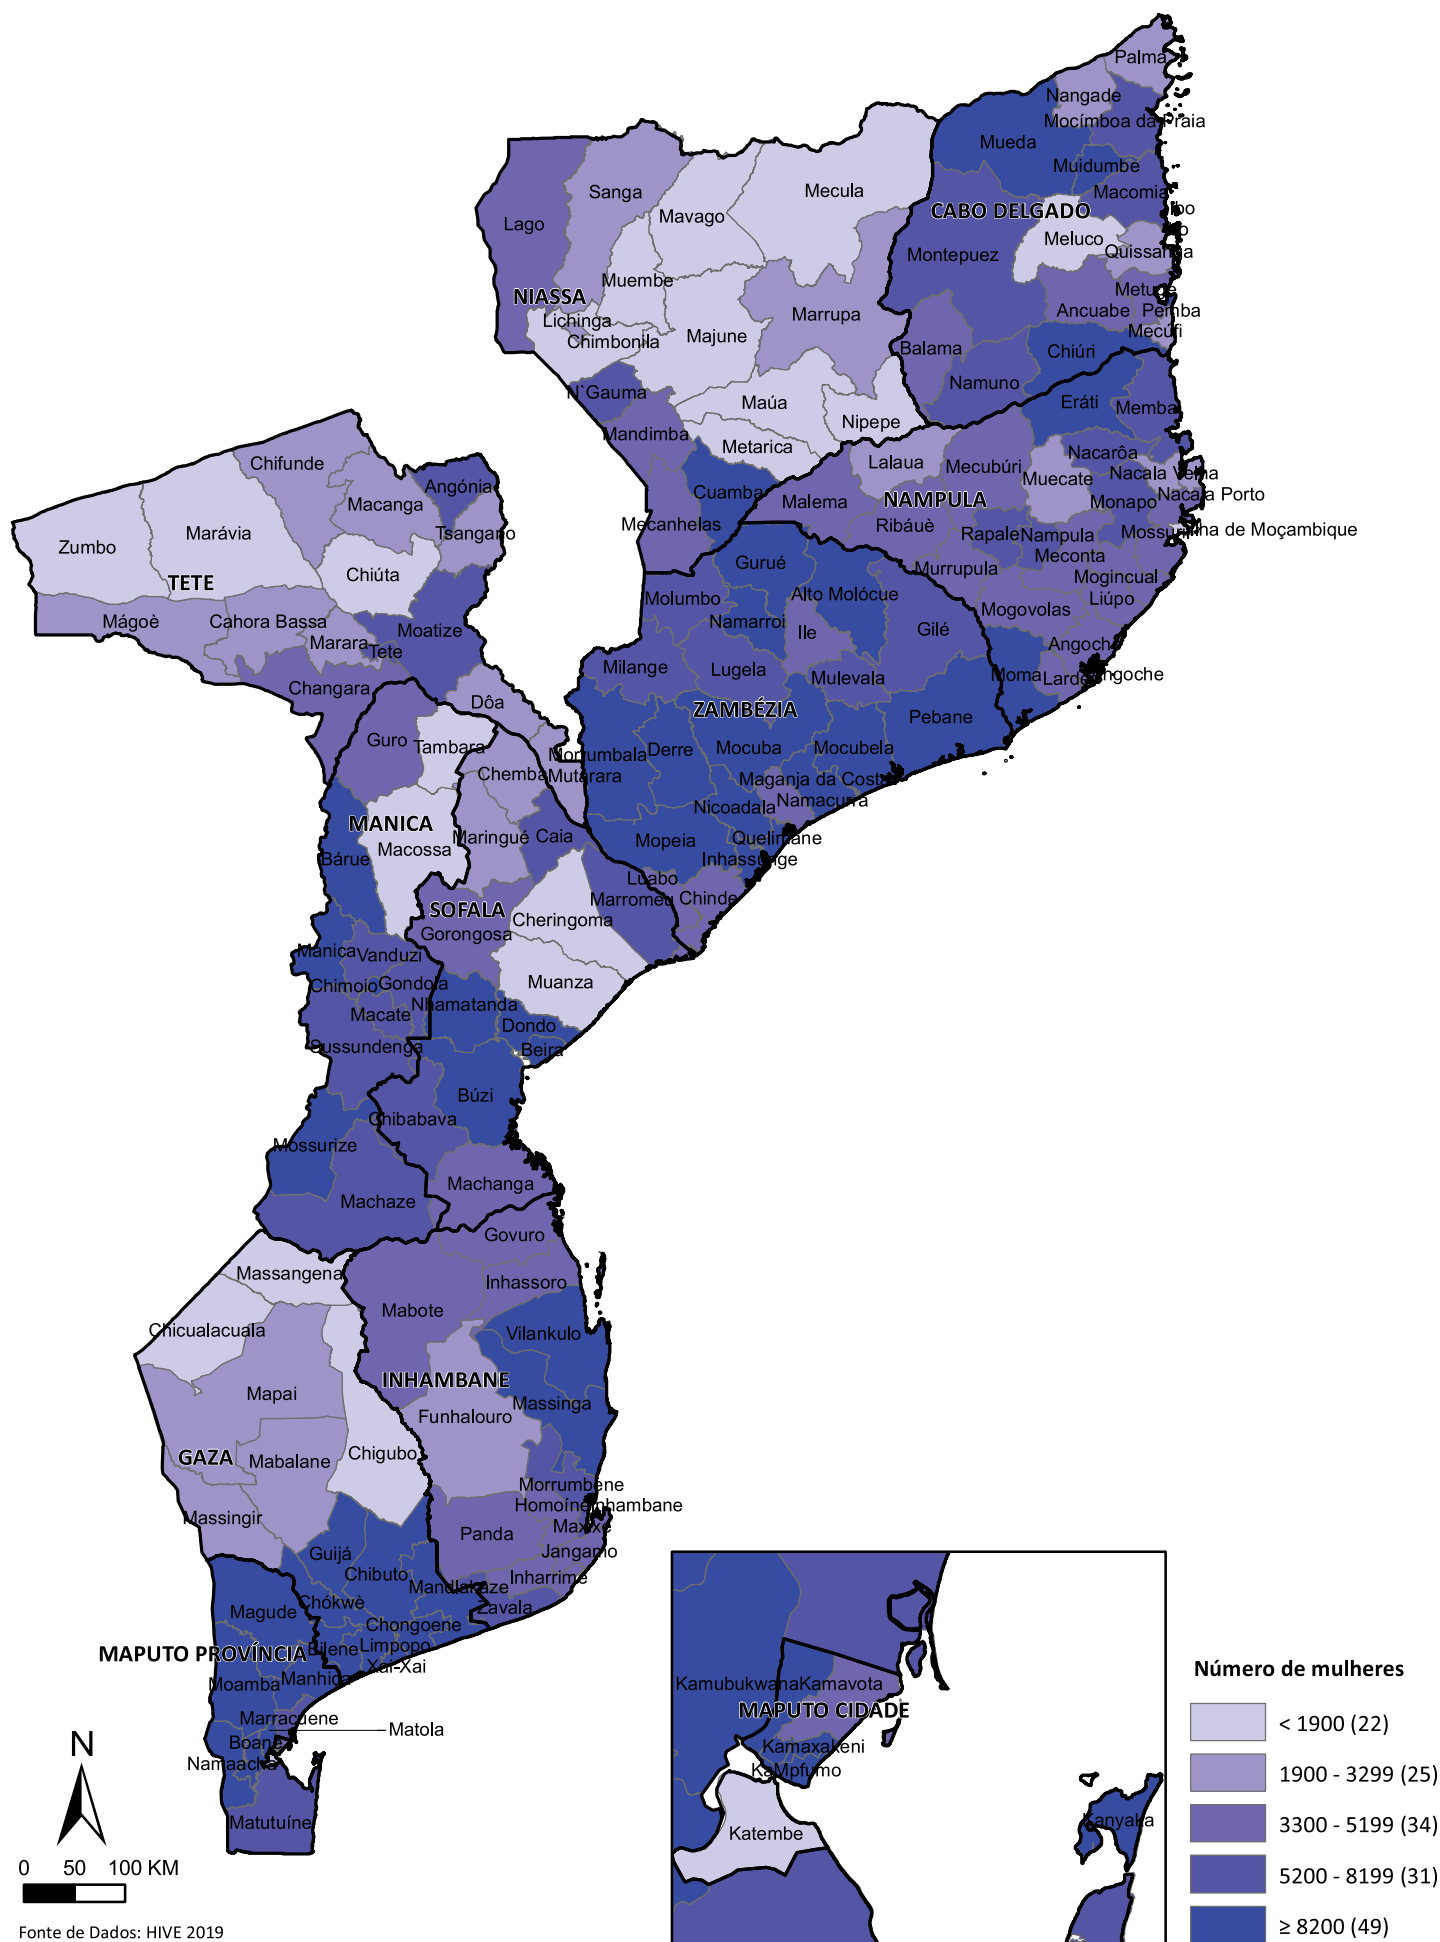 Palma
Nangade
Mocímboa da Praia
Mueda
Muidumbe
Macomia
Ibo
CABO DELGADO
Meluco
Quissanga
Montepuez
Metuge
Ancuabe
Pemba
Mecúfi
Balama
Chiúri
Namuno
Mecula
Sanga
Mavago
Lago
Muembe
NIASSA
Lichinga
Chimbonila
Majune
Marrupa
N`Gauma
Maúa
Nipepe
Mandimba
Metarica
Cuamba
Mecanhelas
Eráti
Memba
Lalaua
Mecubúri
Nacarôa
Muecate
Nacala Velha
Malema
NAMPULA
Monapo
Nacala Porto
Ribáuè
Rapale
Nampula
Mossuril
Ilha de Moçambique
Meconta
Murrupula
Mogincual
Mogovolas
Liúpo
Angoche
Moma
Larde
Angoche
Chifunde
Macanga
Angónia
Tsangano
Zumbo
Marávia
Chiúta
TETE
Mágoè
Cahora Bassa
Marara
Tete
Moatize
Changara
Dôa
Mutarara
Gurué
Molumbo
Alto Molócue
Namarroi
Ile
Gilé
Milange
Lugela
Mulevala
ZAMBÉZIA
Pebane
Morrumbala
Derre
Mocuba
Mocubela
Maganja da Costa
Nicoadala
Namacurra
Mopeia
Quelimane
Inhassunge
Luabo
Chinde
Guro
Tambara
MANICA
Macossa
Bárue
Manica
Vanduzi
Chimoio
Gondola
Macate
Sussundenga
Mossurize
Machaze
Chemba
Maringué
Caia
SOFALA
Marromeu
Cheringoma
Gorongosa
Muanza
Nhamatanda
Dondo
Beira
Búzi
Chibabava
Machanga
Govuro
Inhassoro
Mabote
Vilankulo
INHAMBANE
Massinga
Funhalouro
Morrumbene
Homoíne
Inhambane
Maxixe
Panda
Jangamo
Inharrime
Zavala
Massangena
Chicualacuala
Mapai
GAZA
Mabalane
Chigubo
Massingir
Guijá
Chibuto
Mandlakaze
Chókwè
Chongoene
Bilene
Limpopo
Xai-Xai
Magude
MAPUTO PROVÍNCIA
Moamba
Manhiça
Marracuene
Matola
Boane
Namaacha
Matutuíne
Kamubukwana
Kamavota
MAPUTO CIDADE
Kamaxakeni
KaMpfumo
Katembe
Kanyaka
N
0 50 100 KM
Fonte de Dados: HIVE 2019
Número de mulheres
< 1900 (22)
1900 - 3299 (25)
3300 - 5199 (34)
5200 - 8199 (31)
≥ 8200 (49)